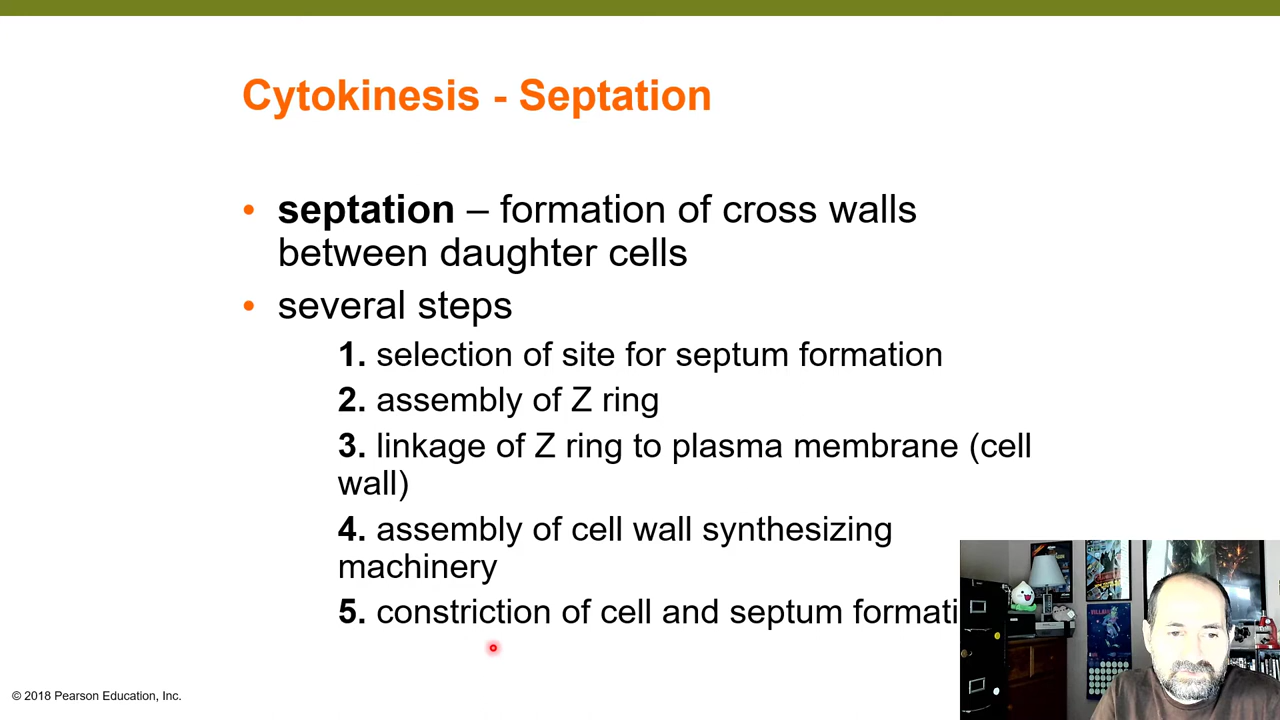 Cytokinesis - Septation
• septation – formation of cross walls
between daughter cells
• several steps
1. selection of site for septum formation
2. assembly of Z ring
3. linkage of Z ring to plasma membrane (cell
wall)
4. assembly of cell wall synthesizing
machinery
5. constriction of cell and septum formati
© 2018 Pearson Education, Inc.